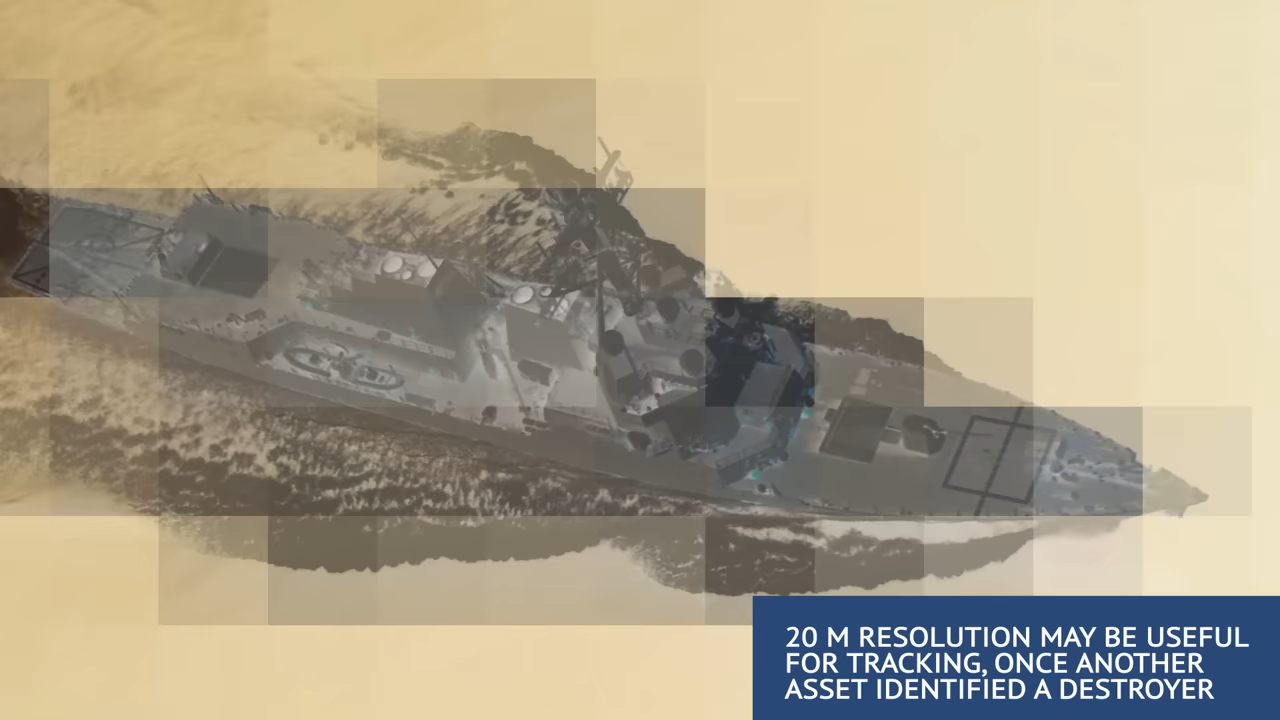 20 M RESOLUTION MAY BE USEFUL
FOR TRACKING, ONCE ANOTHER
ASSET IDENTIFIED A DESTROYER